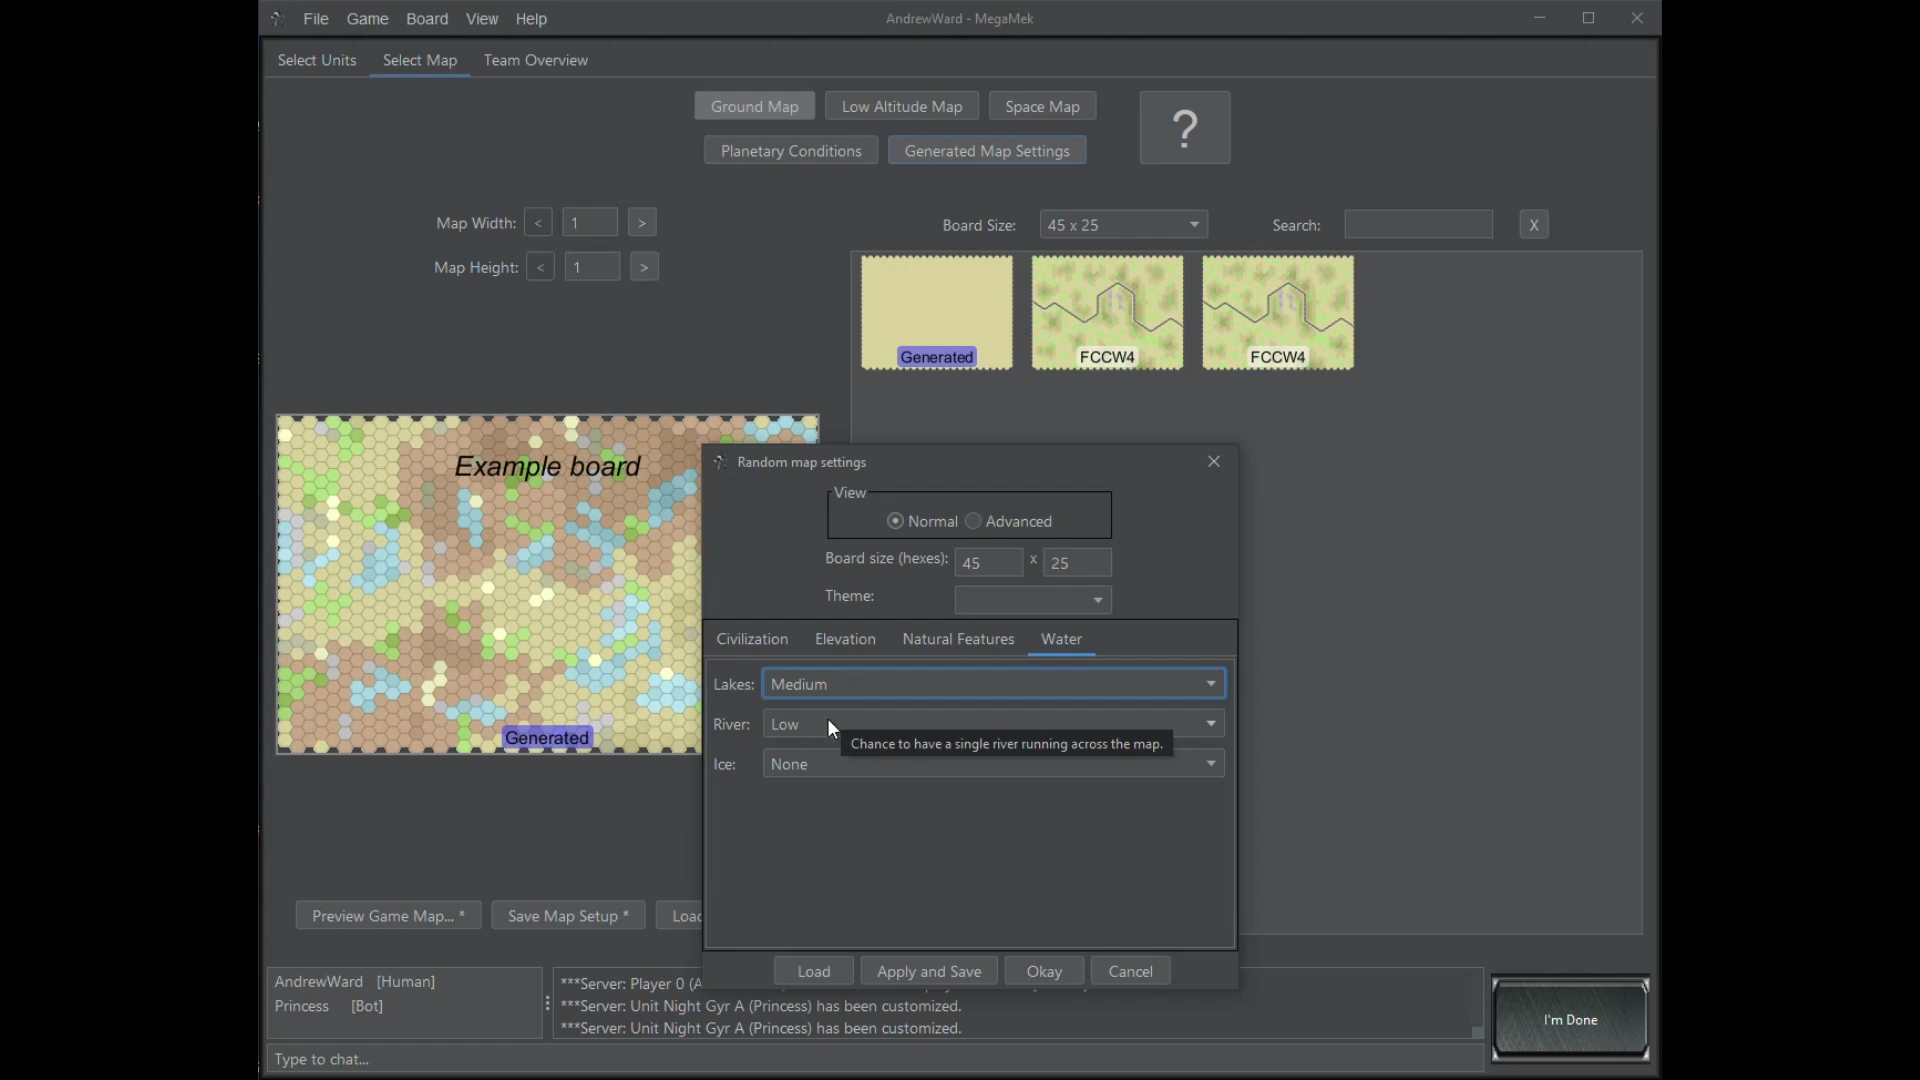 File Game Board View Help
AndrewWard - MegaMek
Select Units Select Map Team Overview
Ground Map Low Altitude Map Space Map
?
Planetary Conditions Generated Map Settings
Map Width: < 1 >
Board Size: 45 x 25
Search: X
Map Height: < 1 >
Generated FCCW4 FCCW4
Example board
Generated
Random map settings
View
Normal Advanced
Board size (hexes): 45 x 25
Theme:
Civilization Elevation Natural Features Water
Lakes: Medium
River: Low
Chance to have a single river running across the map.
Ice: None
Preview Game Map... * Save Map Setup *
Load Apply and Save Okay Cancel
AndrewWard [Human]
Princess [Bot]
***Server: Player 0 (A
***Server: Unit Night Gyr A (Princess) has been customized.
***Server: Unit Night Gyr A (Princess) has been customized.
I'm Done
Type to chat...